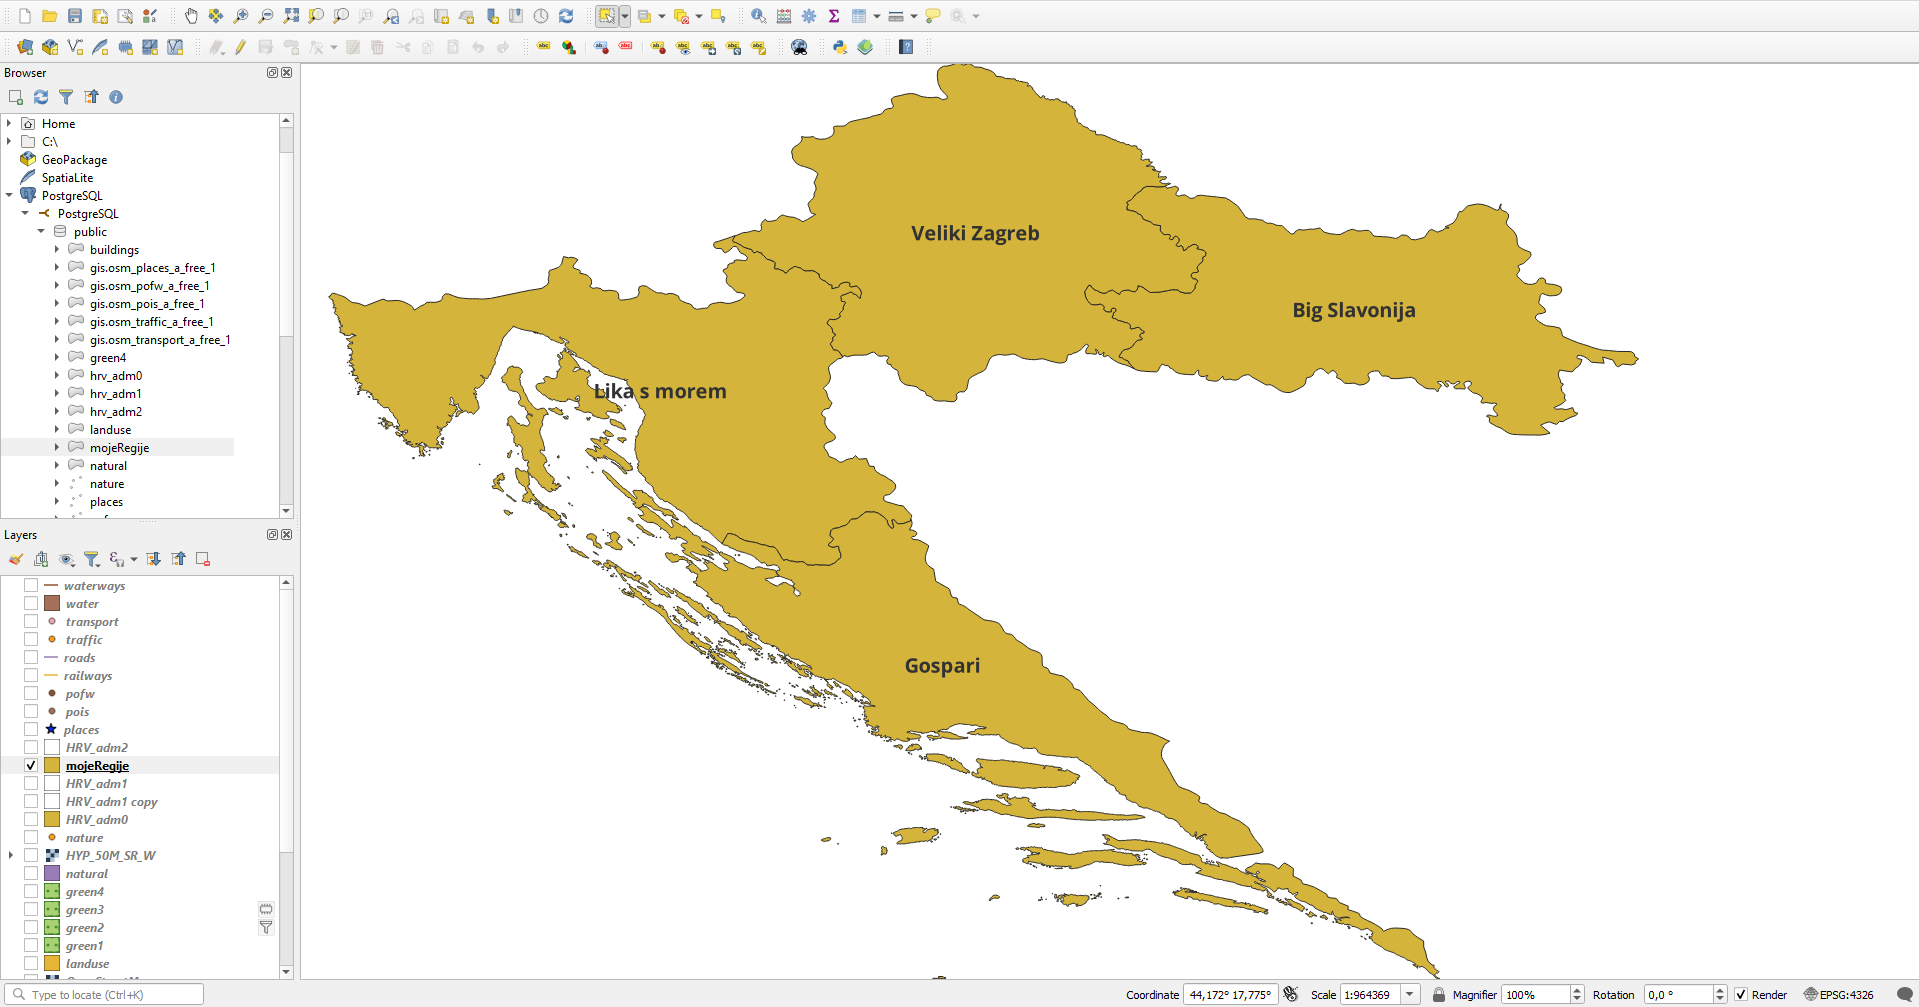 Browser
Home
C:\
GeoPackage
SpatiaLite
PostgreSQL
PostgreSQL
public
buildings
gis.osm_places_a_free_1
gis.osm_pofw_a_free_1
gis.osm_pois_a_free_1
gis.osm_traffic_a_free_1
gis.osm_transport_a_free_1
green4
hrv_adm0
hrv_adm1
hrv_adm2
landuse
mojeRegije
natural
nature
places
Layers
waterways
water
transport
traffic
roads
railways
pofw
pois
places
HRV_adm2
mojeRegije
HRV_adm1
HRV_adm1 copy
HRV_adm0
nature
HYP_50M_SR_W
natural
green4
green3
green2
green1
landuse
Veliki Zagreb
Big Slavonija
Lika s morem
Gospari
Type to locate (Ctrl+K)
Coordinate 44,172° 17,775° Scale 1:964369 Magnifier 100% Rotation 0,0 ° Render EPSG:4326